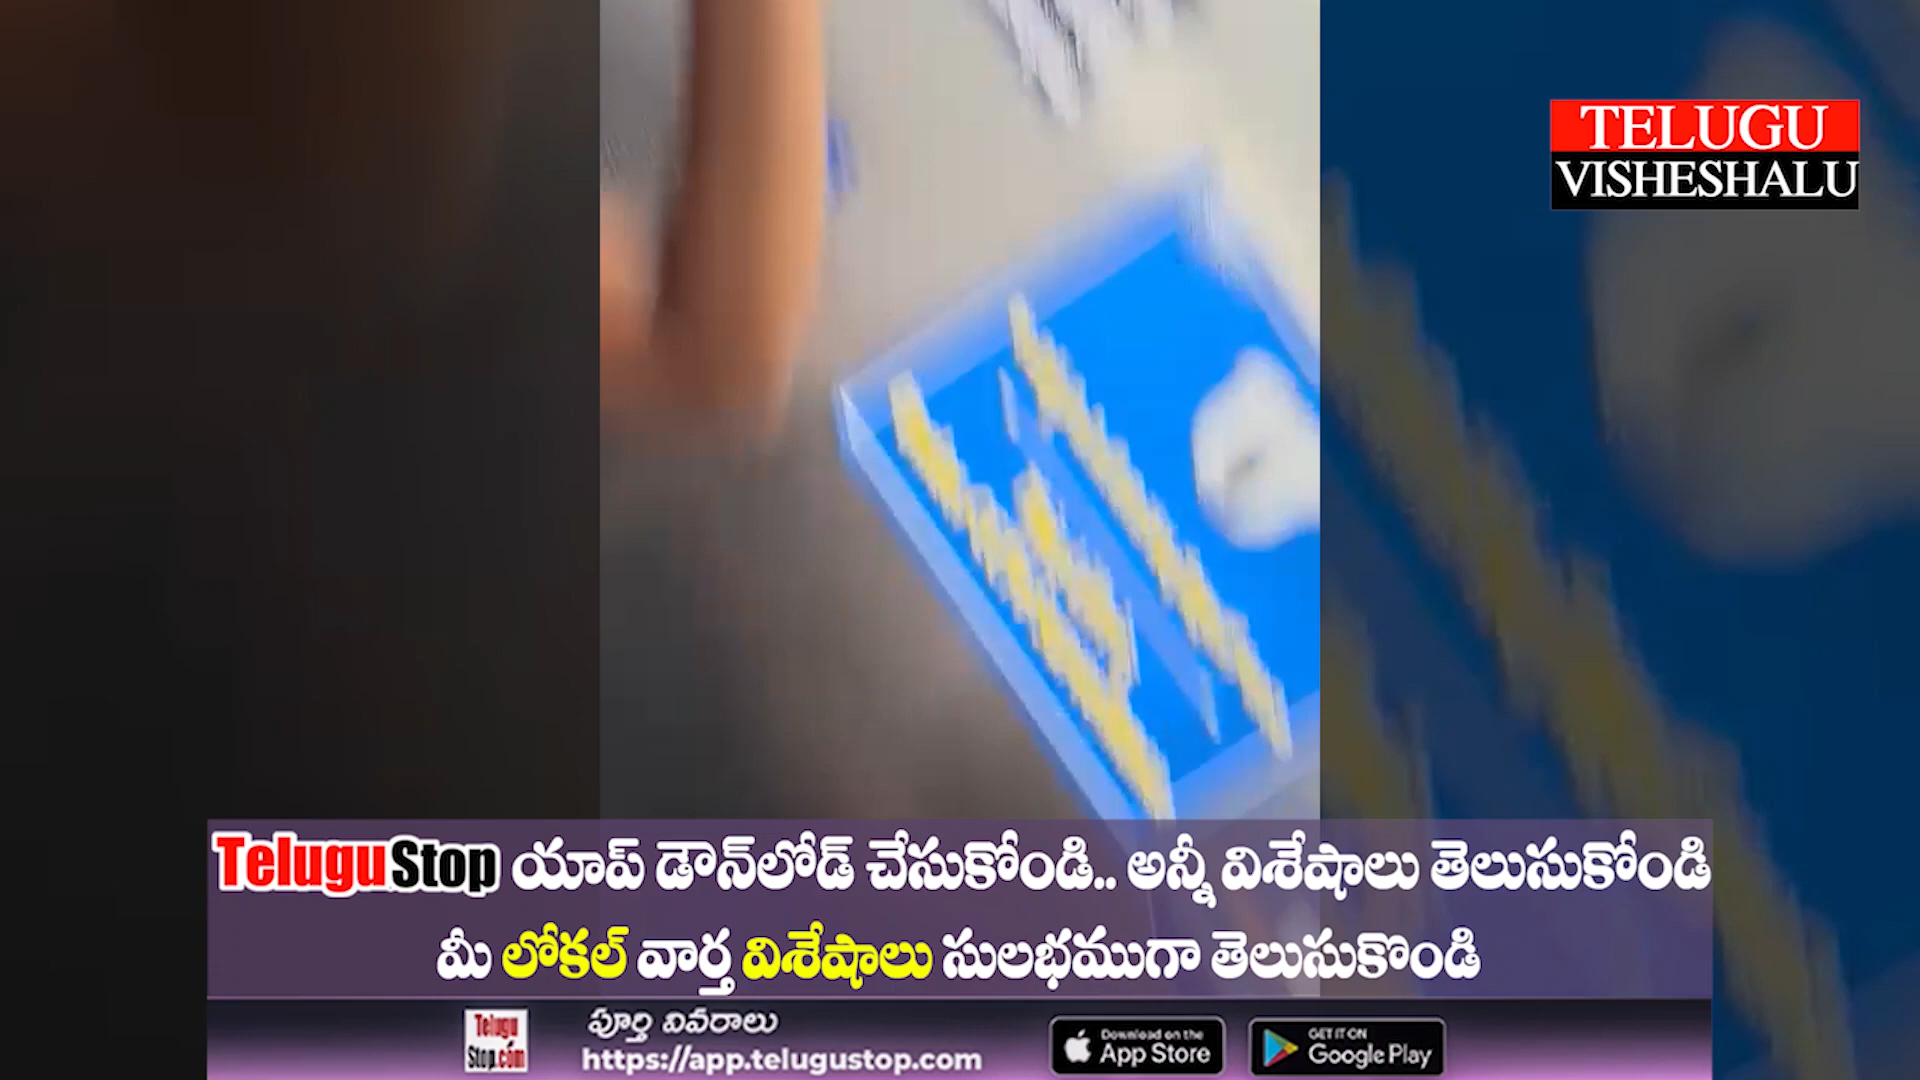 TELUGU
VISHESHALU
TeluguStop యాప్ డౌన్‌లోడ్ చేసుకోండి.. అన్నీ విశేషాలు తెలుసుకోండి
మీ లోకల్ వార్త విశేషాలు సులభముగా తెలుసుకొండి
Telugu
Stop.com
పూర్తి వివరాలు
https://app.telugustop.com
Download on the
App Store
GET IT ON
Google Play